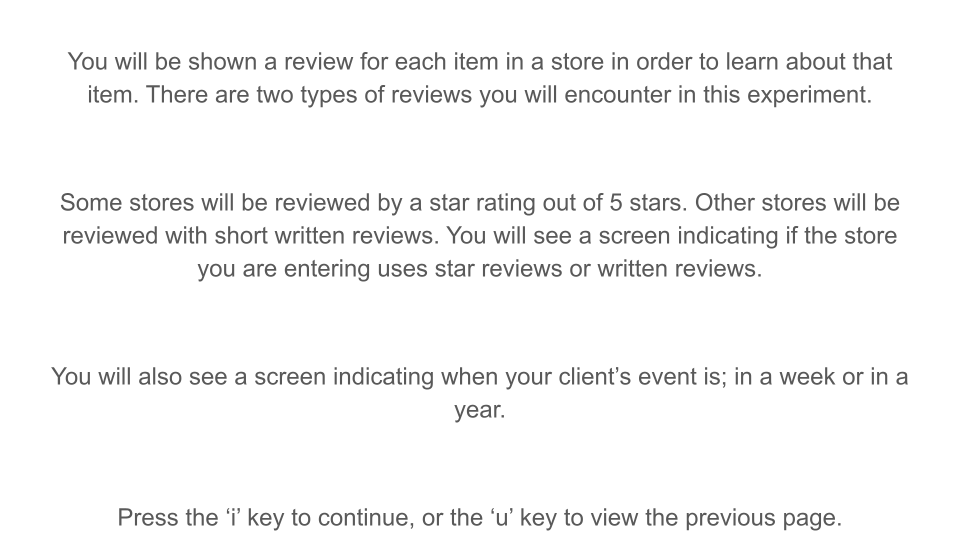 You will be shown a review for each item in a store in order to learn about that
item. There are two types of reviews you will encounter in this experiment.
Some stores will be reviewed by a star rating out of 5 stars. Other stores will be
reviewed with short written reviews. You will see a screen indicating if the store
you are entering uses star reviews or written reviews.
You will also see a screen indicating when your client’s event is; in a week or in a
year.
Press the ‘i’ key to continue, or the ‘u’ key to view the previous page.